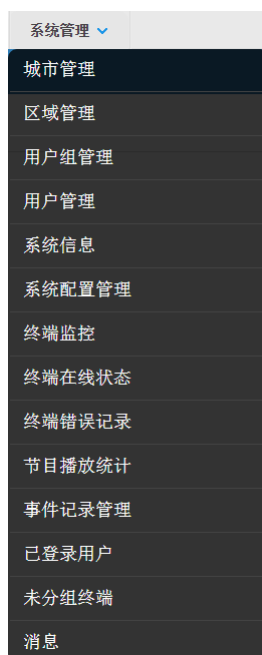 系统管理
城市管理
区域管理
用户组管理
用户管理
系统信息
系统配置管理
终端监控
终端在线状态
终端错误记录
节目播放统计
事件记录管理
已登录用户
未分组终端
消息